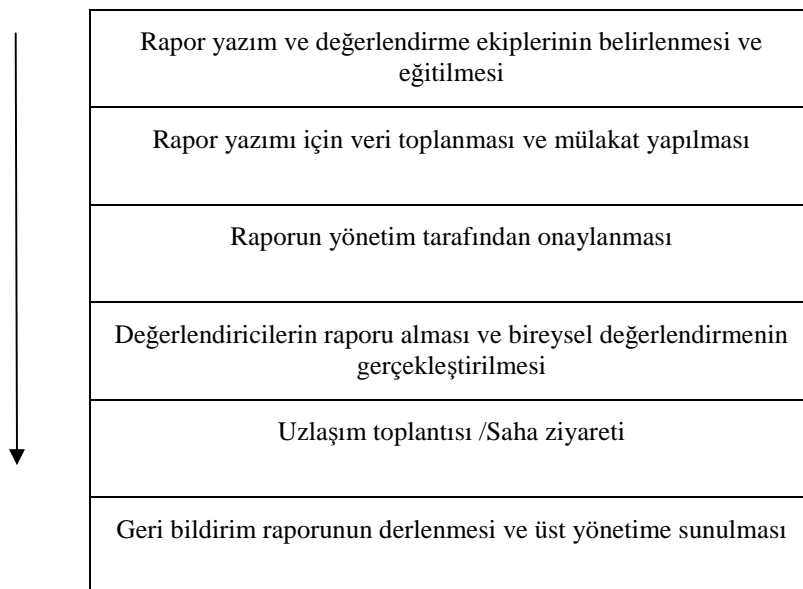 Rapor yazım ve değerlendirme ekiplerinin belirlenmesi ve
eğitilmesi
Rapor yazımı için veri toplanması ve mülakat yapılması
Raporun yönetim tarafından onaylanması
Değerlendiricilerin raporu alması ve bireysel değerlendirmenin
gerçekleştirilmesi
Uzlaşım toplantısı /Saha ziyareti
Geri bildirim raporunun derlenmesi ve üst yönetime sunulması